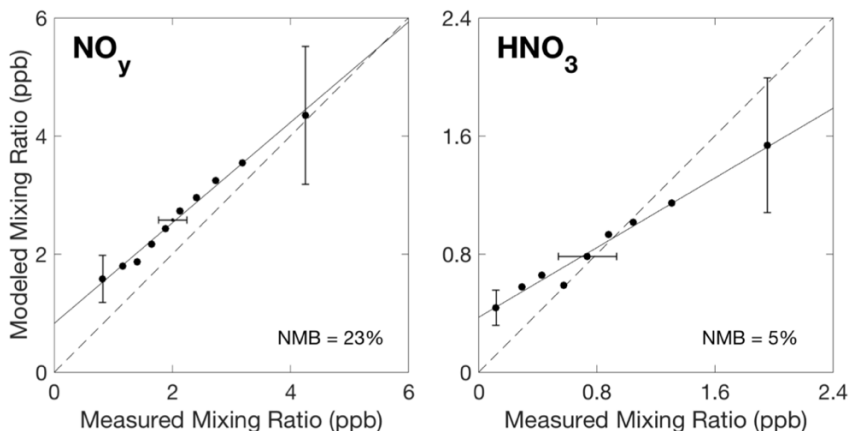 NOy
Modeled Mixing Ratio (ppb)
6
4
2
0
NMB = 23%
0 2 4 6
Measured Mixing Ratio (ppb)
HNO3
2.4
1.6
0.8
0
NMB = 5%
0 0.8 1.6 2.4
Measured Mixing Ratio (ppb)